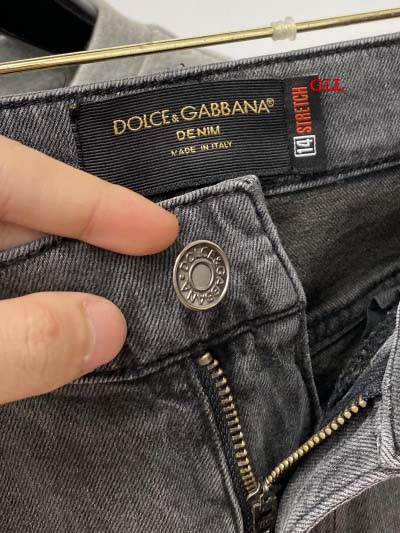 DOLCE & GABBANA®
DENIM
MADE IN ITALY
14 STRETCH
GLL
DOLCE&GABBANA